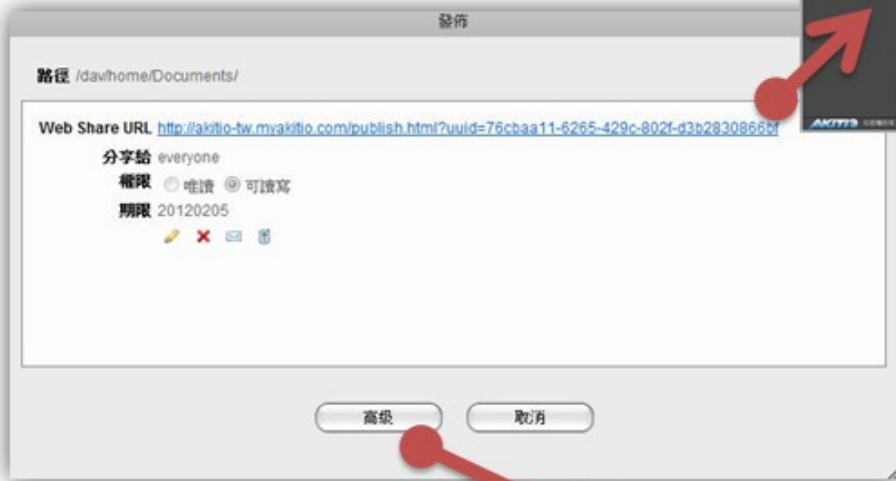 發佈
路徑 /dav/home/Documents/
Web Share URL http://akitio-tw.myakitio.com/publish.html?uuid=76cbaa11-6265-429c-802f-d3b2830866bf
分享給 everyone
權限 唯讀 可讀寫
期限 20120205
高級 取消
AKITIO